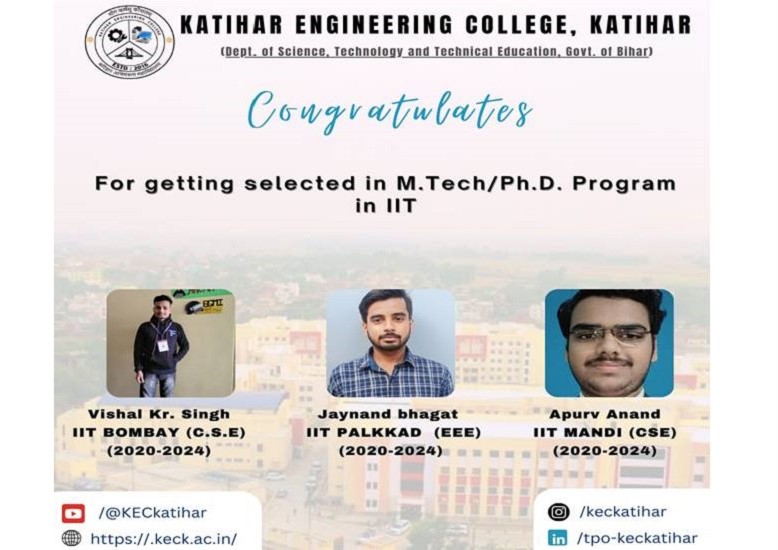 KATIHAR ENGINEERING COLLEGE, KATIHAR
(Dept. of Science, Technology and Technical Education, Govt. of Bihar)
ESTD : 2016
Congratulates
For getting selected in M.Tech/Ph.D. Program
in IIT
BGMI
Vishal Kr. Singh
IIT BOMBAY (C.S.E)
(2020-2024)
Jaynand bhagat
IIT PALKKAD (EEE)
(2020-2024)
Apurv Anand
IIT MANDI (CSE)
(2020-2024)
/@KECkatihar
https://.keck.ac.in/
/keckatihar
/tpo-keckatihar